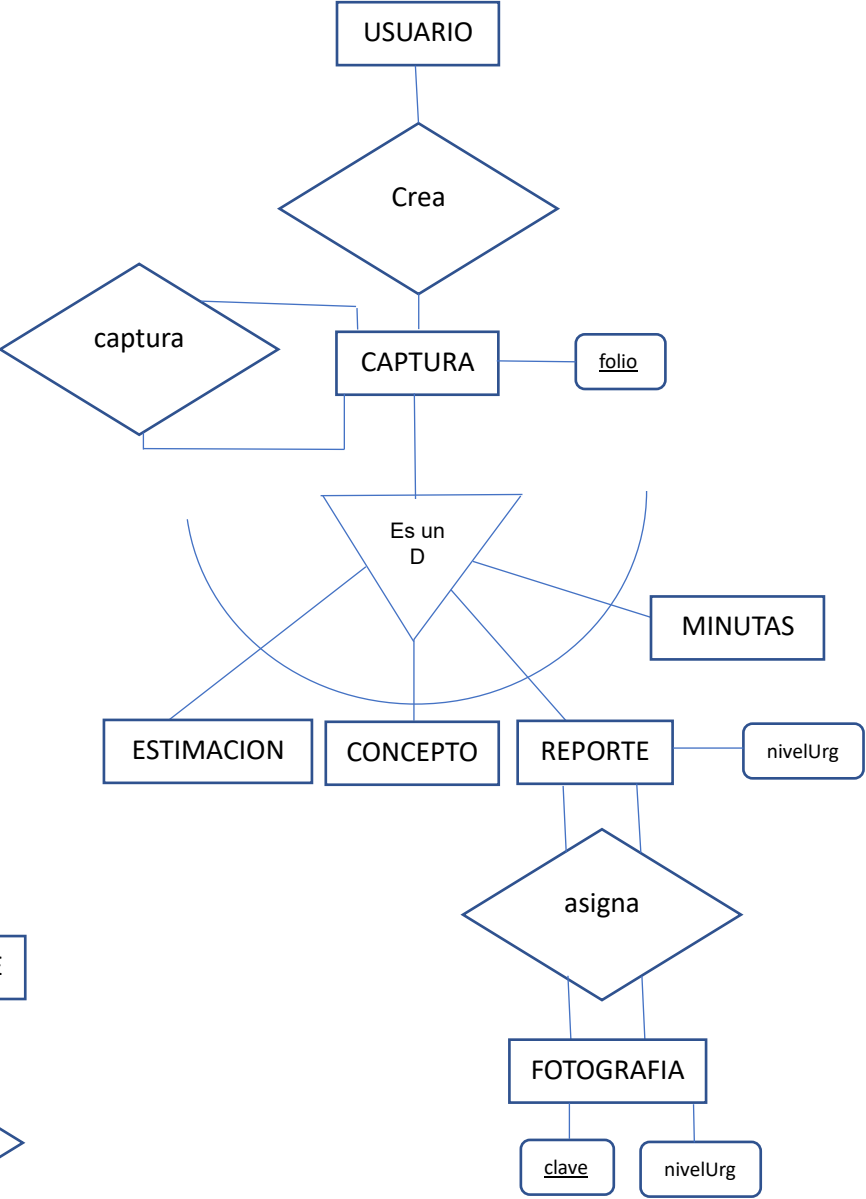 USUARIO
Crea
captura
CAPTURA
folio
Es un
D
MINUTAS
ESTIMACION
CONCEPTO
REPORTE
nivelUrg
asigna
E
FOTOGRAFIA
clave
nivelUrg